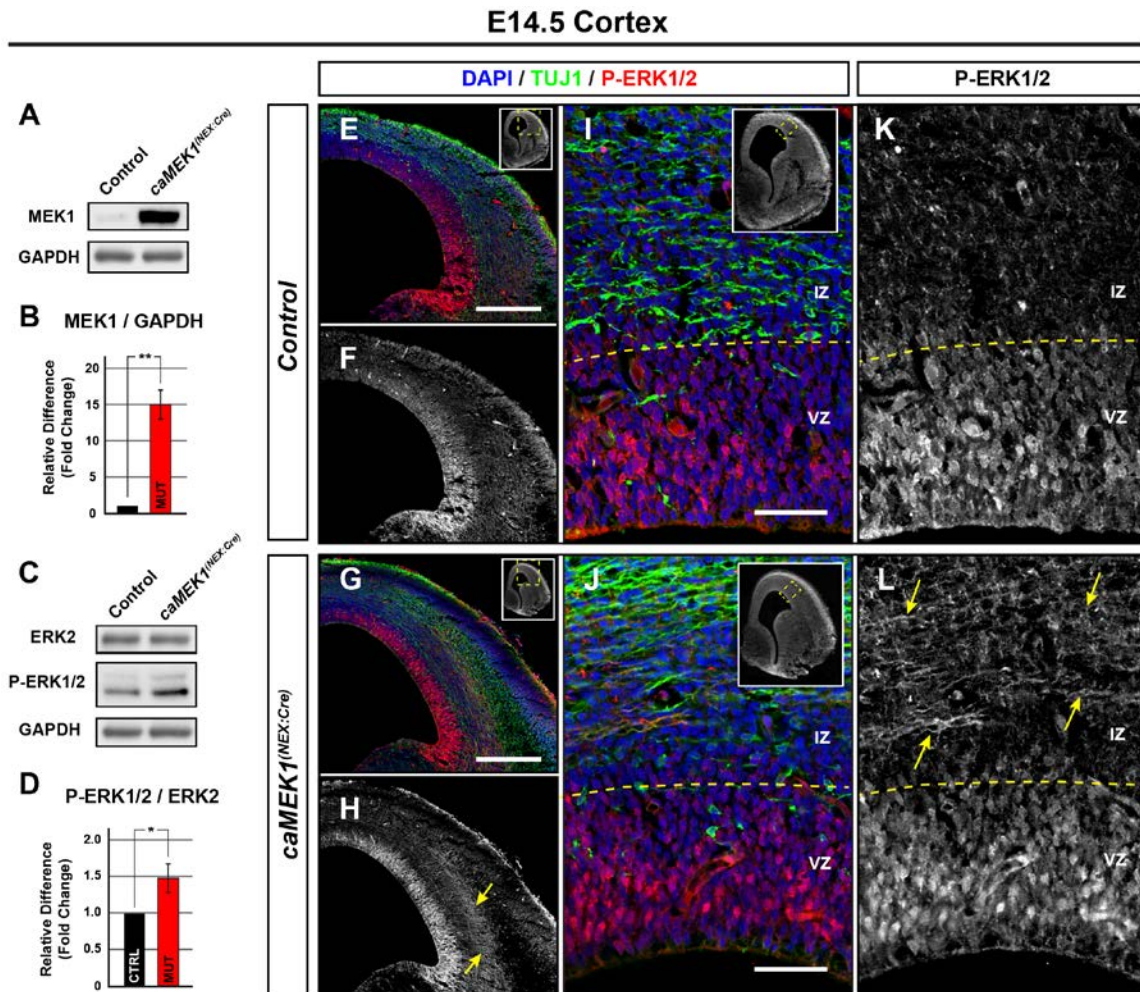 E14.5 Cortex
DAPI / TUJ1 / P-ERK1/2
P-ERK1/2
A
Control
caMEK1(NEX:Cre)
MEK1
GAPDH
B
MEK1 / GAPDH
Relative Difference
(Fold Change)
20
15
10
5
0
**
MUT
C
Control
caMEK1(NEX:Cre)
ERK2
P-ERK1/2
GAPDH
D
P-ERK1/2 / ERK2
Relative Difference
(Fold Change)
2.0
1.5
1.0
0.5
0
*
CTRL
MUT
Control
E
F
I
IZ
VZ
K
IZ
VZ
caMEK1(NEX:Cre)
G
H
J
IZ
VZ
L
IZ
VZ